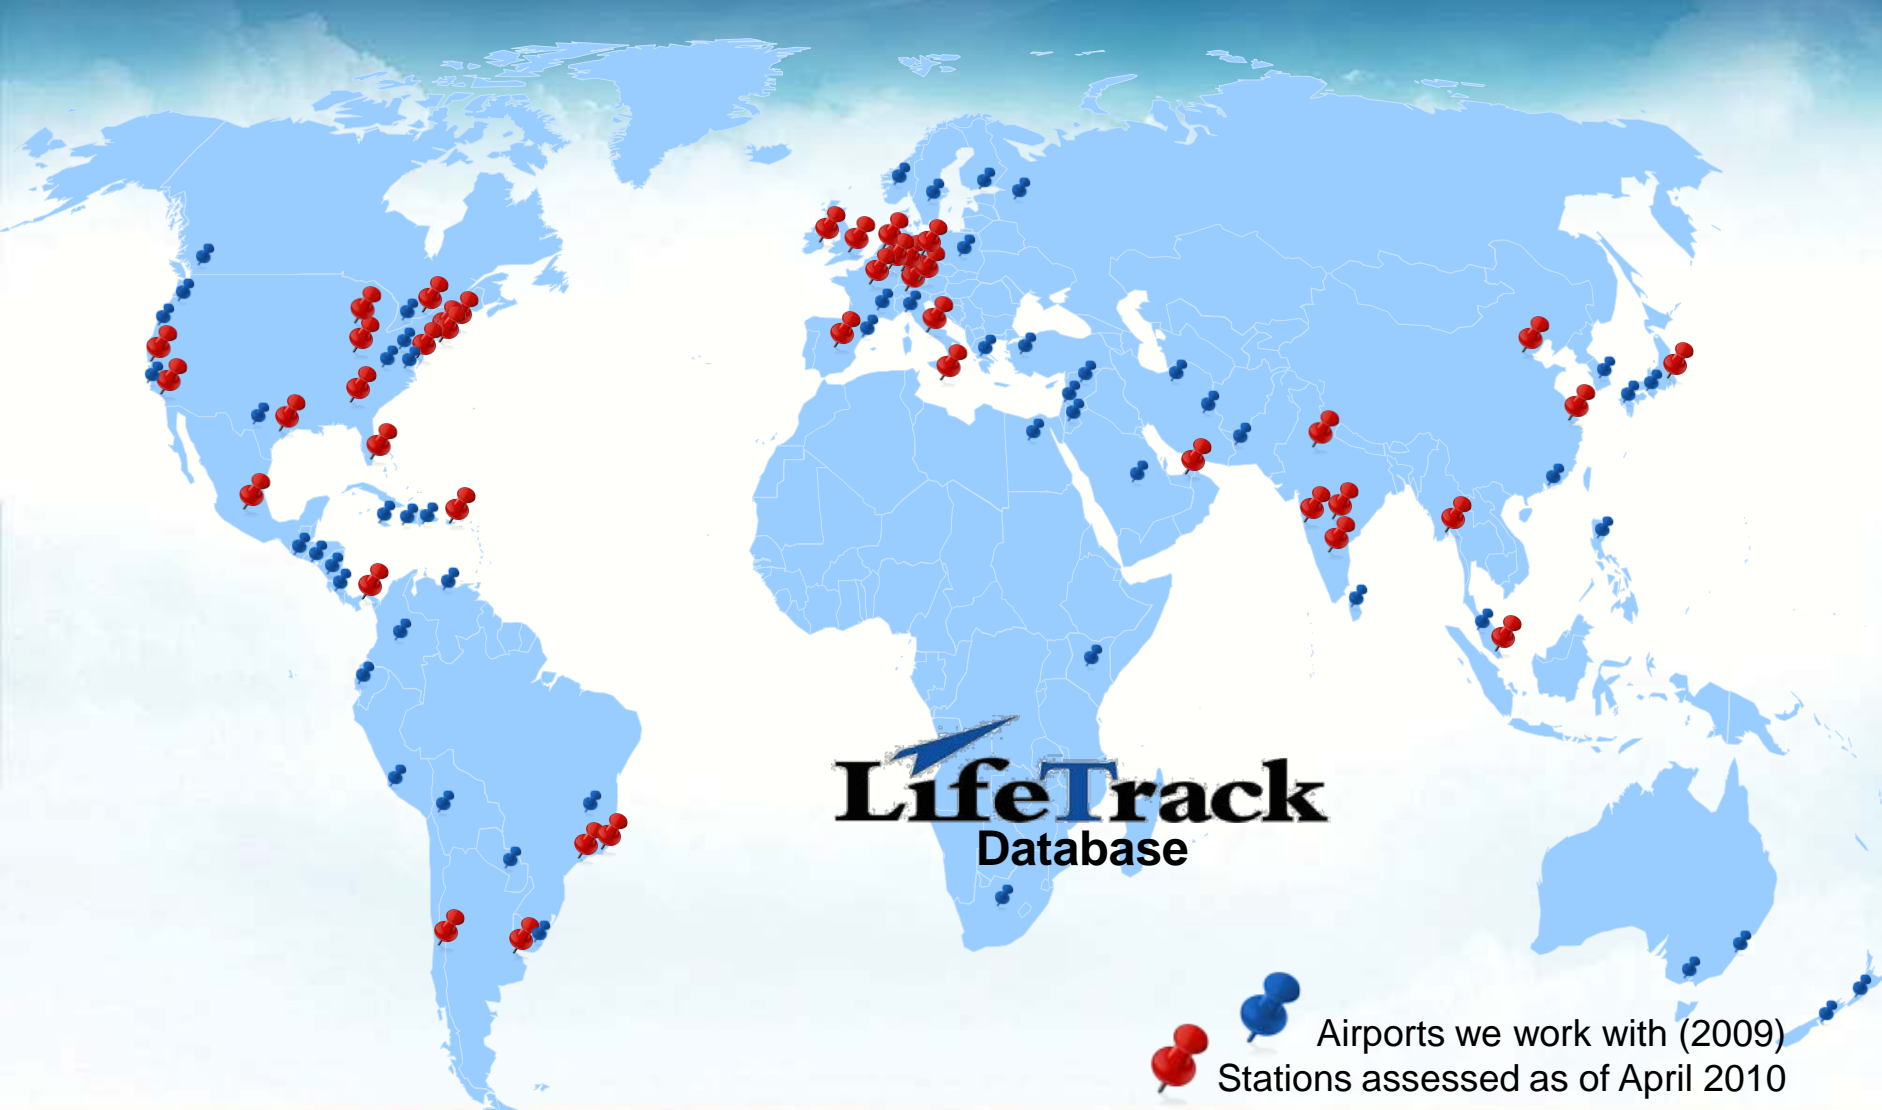 LifeTrack
Database
Airports we work with (2009)
Stations assessed as of April 2010